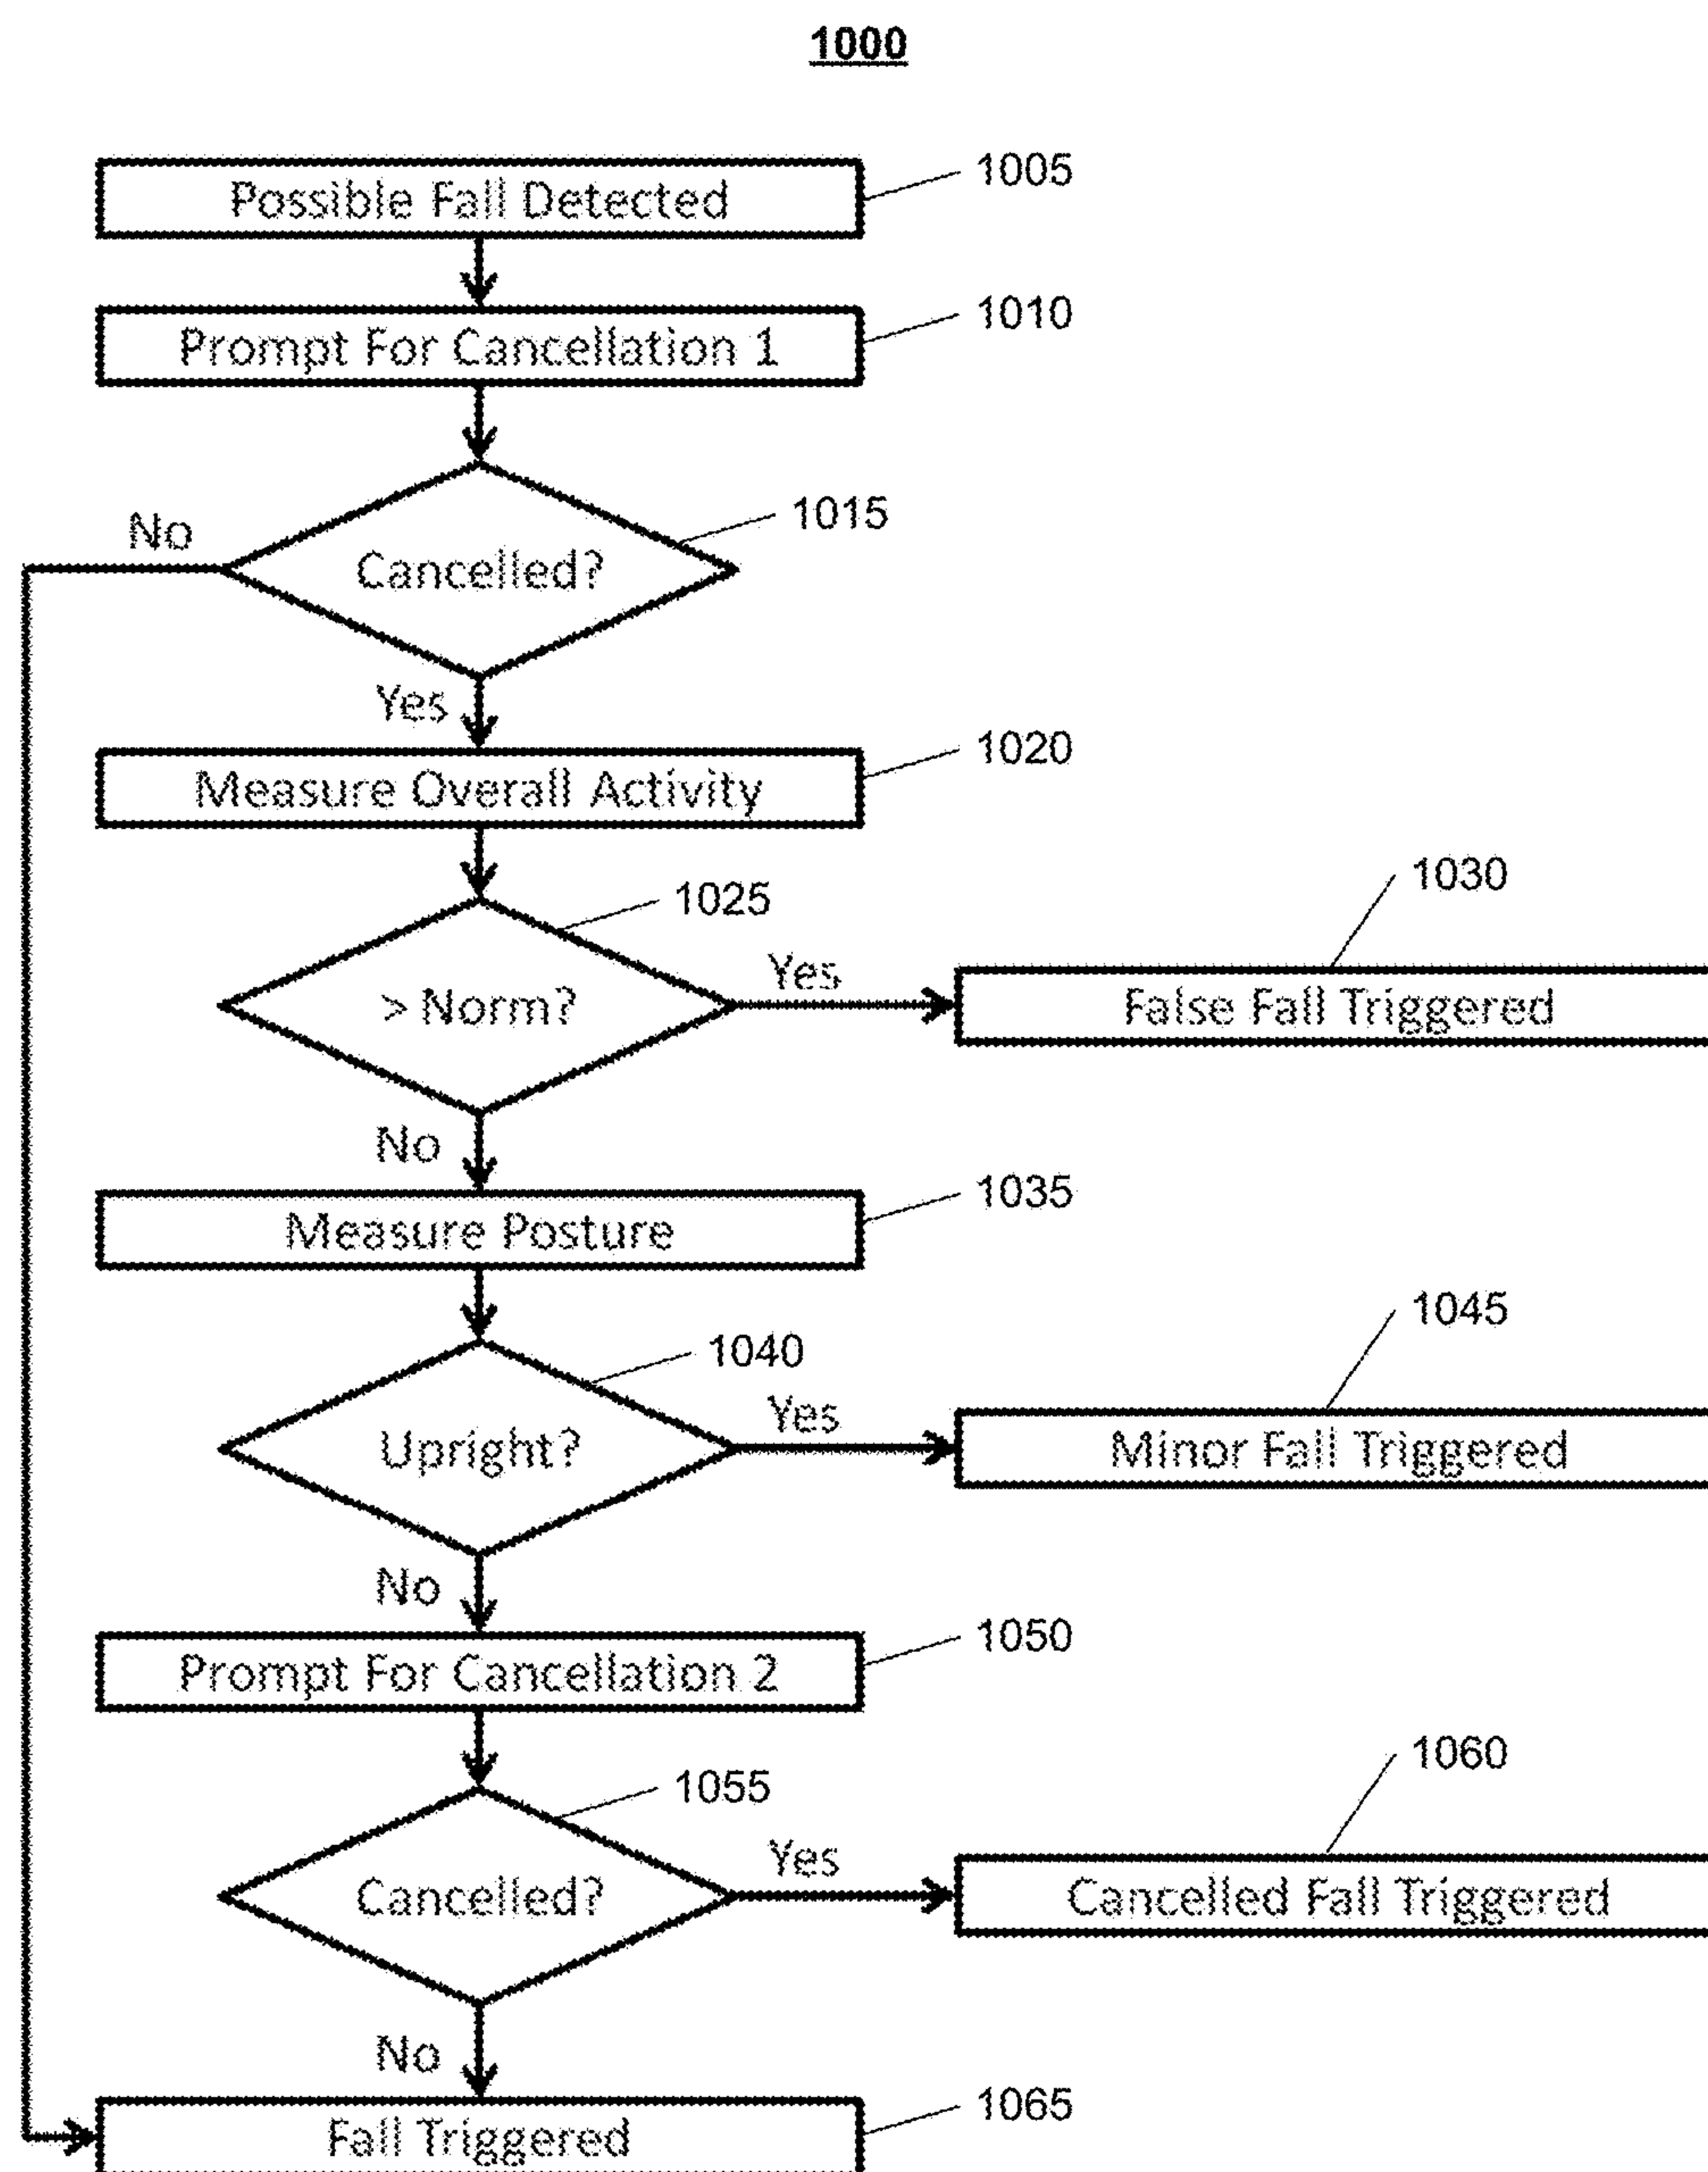 1000
Possible Fall Detected
1005
Prompt For Cancellation 1
1010
Cancelled?
1015
No
Yes
Measure Overall Activity
1020
> Norm?
1025
Yes
False Fall Triggered
1030
No
Measure Posture
1035
Upright?
1040
Yes
Minor Fall Triggered
1045
No
Prompt For Cancellation 2
1050
Cancelled?
1055
Yes
Cancelled Fall Triggered
1060
No
Fall Triggered
1065